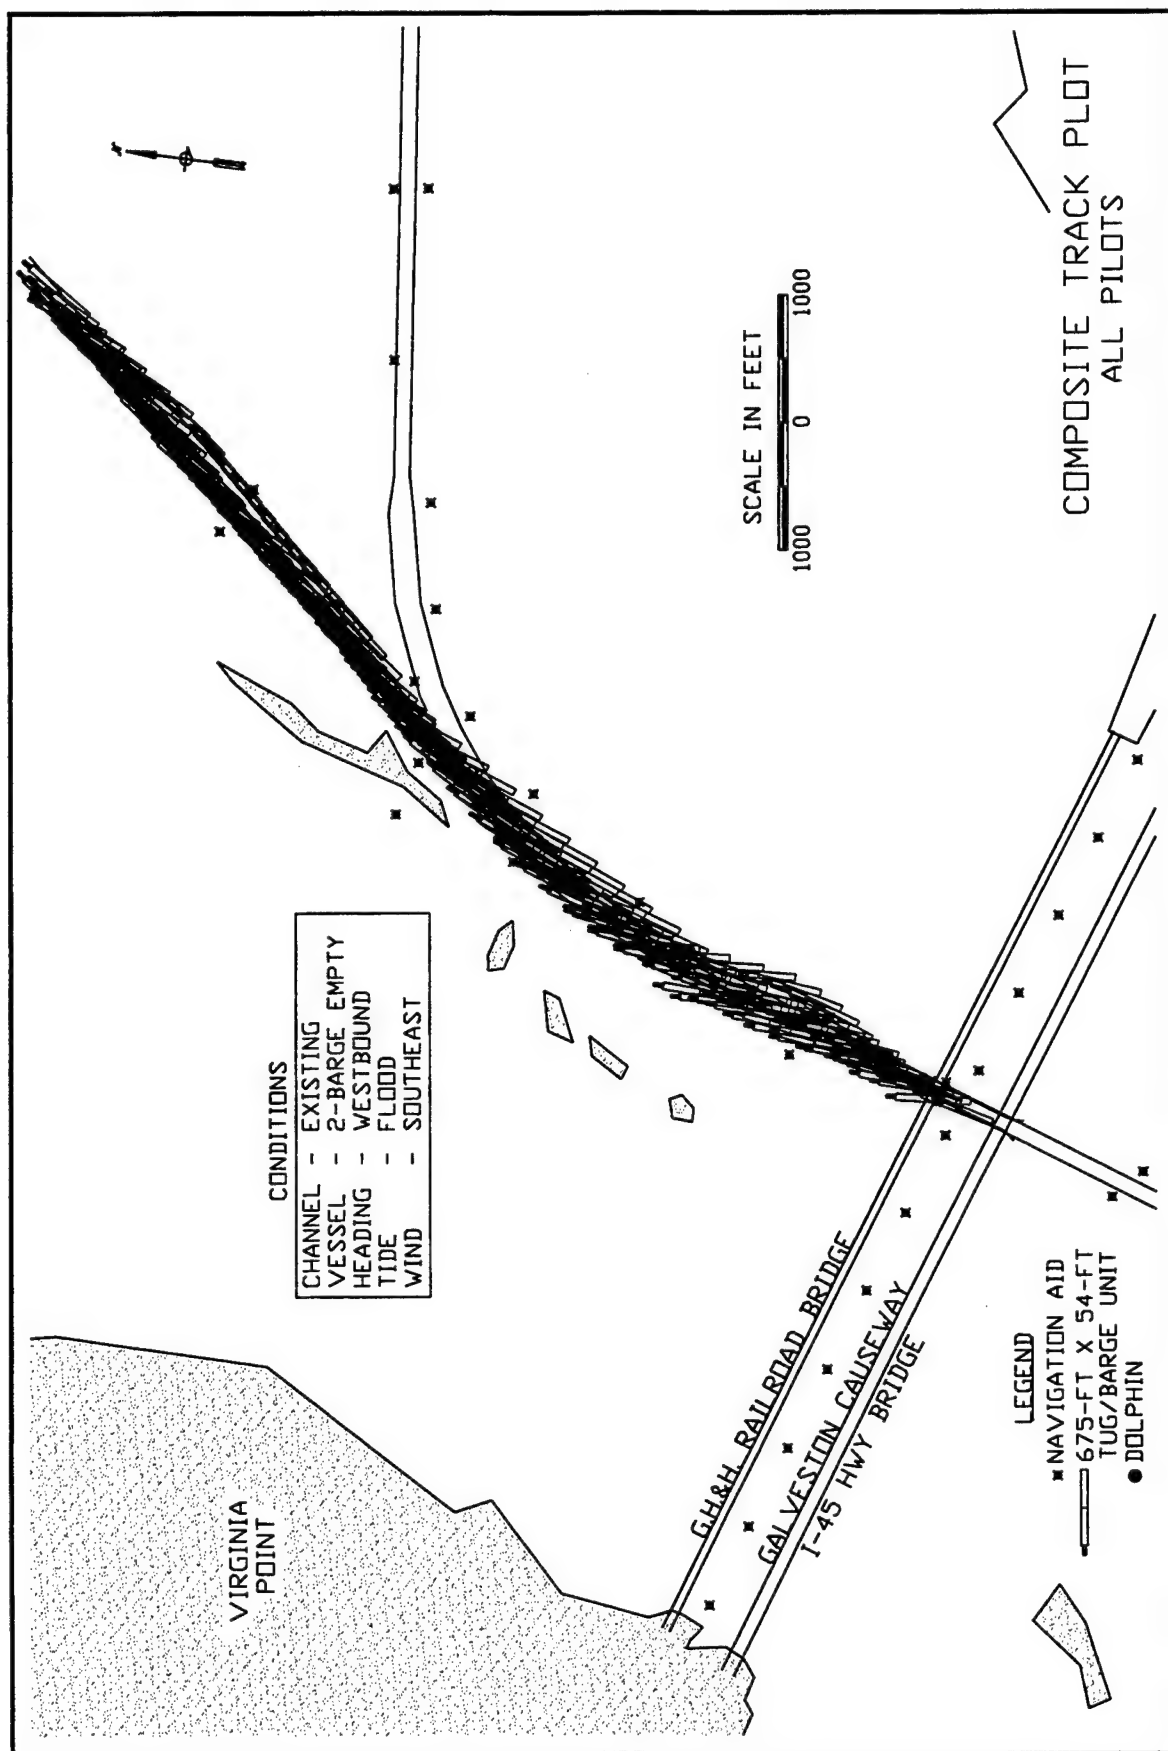 VIRGINIA
POINT
CONDITIONS
CHANNEL - EXISTING
VESSEL - 2-BARGE EMPTY
HEADING - WESTBOUND
TIDE - FLOOD
WIND - SOUTHEAST
N
G.H.&H. RAILROAD BRIDGE
GALVESTON CAUSEWAY
I-45 HWY BRIDGE
SCALE IN FEET
1000 0 1000
LEGEND
NAVIGATION AID
675-FT X 54-FT
TUG/BARGE UNIT
DOLPHIN
COMPOSITE TRACK PLOT
ALL PILOTS